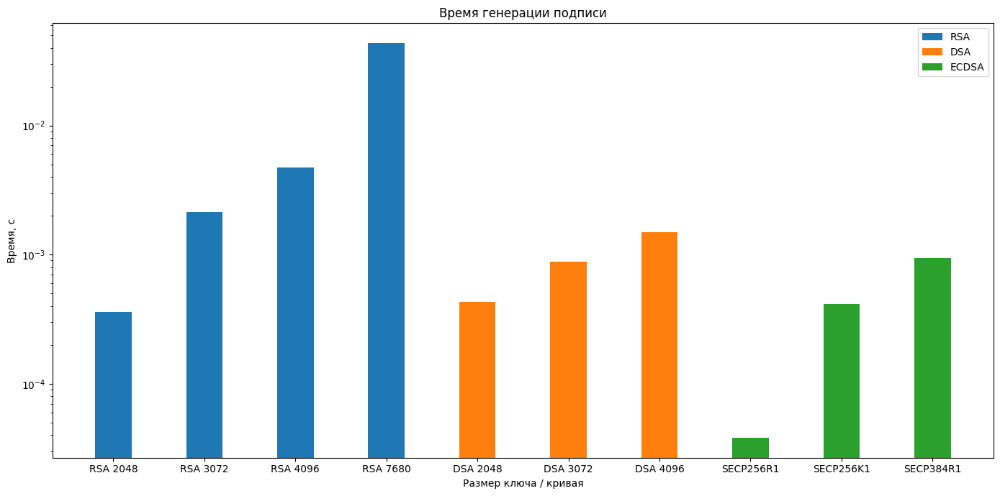 Время генерации подписи
RSA
DSA
ECDSA
Время, с
10⁻²
10⁻³
10⁻⁴
RSA 2048 RSA 3072 RSA 4096 RSA 7680 DSA 2048 DSA 3072 DSA 4096 SECP256R1 SECP256K1 SECP384R1
Размер ключа / кривая